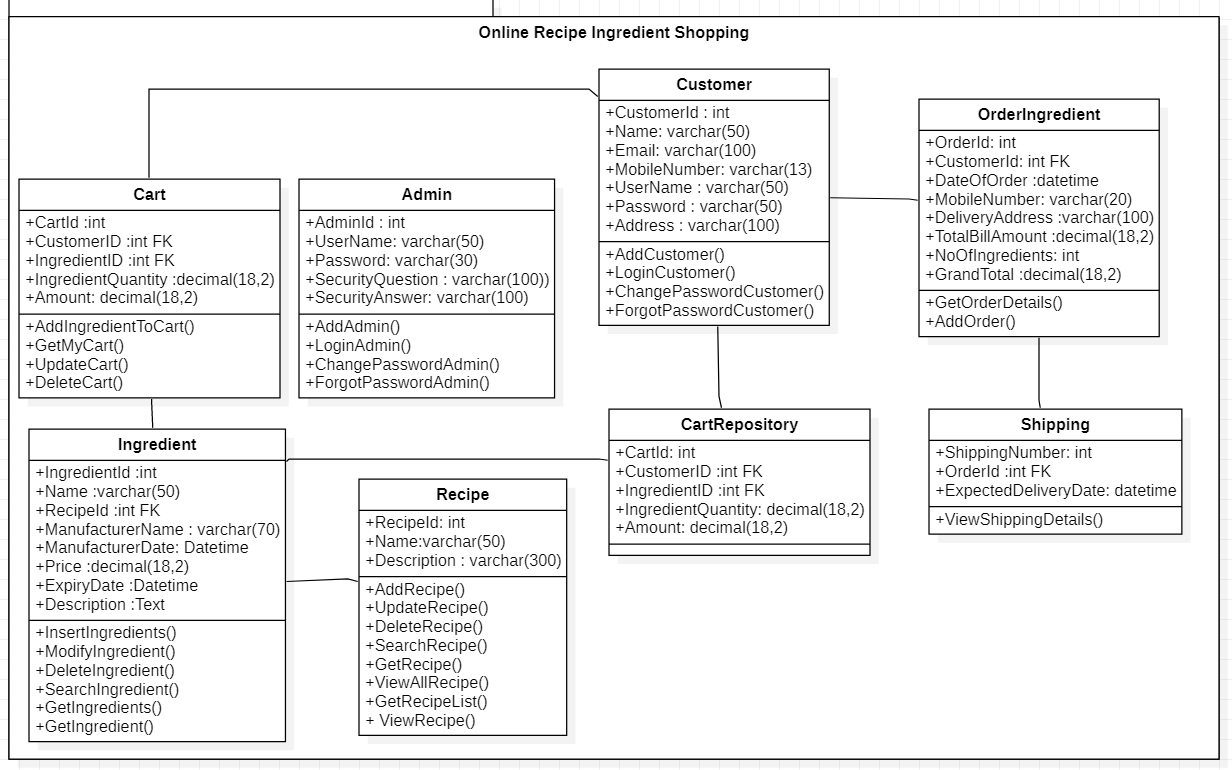 Online Recipe Ingredient Shopping
Customer
+CustomerId : int
+Name: varchar(50)
+Email: varchar(100)
+MobileNumber: varchar(13)
+UserName : varchar(50)
+Password : varchar(50)
+Address : varchar(100)
+AddCustomer()
+LoginCustomer()
+ChangePasswordCustomer()
+ForgotPasswordCustomer()
OrderIngredient
+OrderId: int
+CustomerId: int FK
+DateOfOrder :datetime
+MobileNumber: varchar(20)
+DeliveryAddress :varchar(100)
+TotalBillAmount :decimal(18,2)
+NoOfIngredients: int
+GrandTotal :decimal(18,2)
+GetOrderDetails()
+AddOrder()
Cart
+CartId :int
+CustomerID :int FK
+IngredientID :int FK
+IngredientQuantity :decimal(18,2)
+Amount: decimal(18,2)
+AddIngredientToCart()
+GetMyCart()
+UpdateCart()
+DeleteCart()
Admin
+AdminId : int
+UserName: varchar(50)
+Password: varchar(30)
+SecurityQuestion : varchar(100))
+SecurityAnswer: varchar(100)
+AddAdmin()
+LoginAdmin()
+ChangePasswordAdmin()
+ForgotPasswordAdmin()
Ingredient
+IngredientId :int
+Name :varchar(50)
+RecipeId :int FK
+ManufacturerName : varchar(70)
+ManufacturerDate: Datetime
+Price :decimal(18,2)
+ExpiryDate :Datetime
+Description :Text
+InsertIngredients()
+ModifyIngredient()
+DeleteIngredient()
+SearchIngredient()
+GetIngredients()
+GetIngredient()
Recipe
+RecipeId: int
+Name:varchar(50)
+Description : varchar(300)
+AddRecipe()
+UpdateRecipe()
+DeleteRecipe()
+SearchRecipe()
+GetRecipe()
+ViewAllRecipe()
+GetRecipeList()
+ ViewRecipe()
CartRepository
+CartId: int
+CustomerID :int FK
+IngredientID :int FK
+IngredientQuantity: decimal(18,2)
+Amount: decimal(18,2)
Shipping
+ShippingNumber: int
+OrderId :int FK
+ExpectedDeliveryDate: datetime
+ViewShippingDetails()